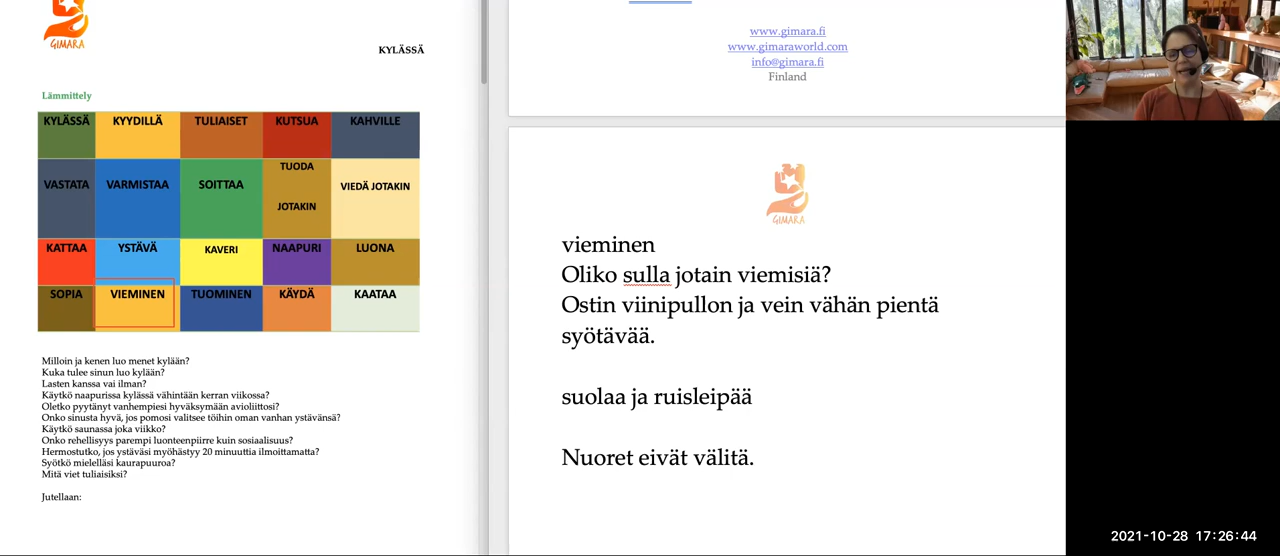 GIMARA
KYLÄSSÄ
Lämmittely
KYLÄSSÄ KYYDILLÄ TULIAISET KUTSUA KAHVILLE
VASTATA VARMISTAA SOITTAA TUODA JOTAKIN VIEDÄ JOTAKIN
KATTAA YSTÄVÄ KAVERI NAAPURI LUONA
SOPIA VIEMINEN TUOMINEN KÄYDÄ KAATAA
Milloin ja kenen luo menet kylään?
Kuka tulee sinun luo kylään?
Lasten kanssa vai ilman?
Käytkö naapurissa kylässä vähintään kerran viikossa?
Oletko pyytänyt vanhempiesi hyväksymään avioliittosi?
Onko sinusta hyvä, jos pomosi valitsee töihin oman vanhan ystävänsä?
Käytkö saunassa joka viikko?
Onko rehellisyys parempi luonteenpiirre kuin sosiaalisuus?
Hermostutko, jos ystäväsi myöhästyy 20 minuuttia ilmoittamatta?
Syötkö mielelläsi kaurapuuroa?
Mitä viet tuliaisiksi?
Jutellaan:
www.gimara.fi
www.gimaraworld.com
info@gimara.fi
Finland
GIMARA
vieminen
Oliko sulla jotain viemisiä?
Ostin viinipullon ja vein vähän pientä
syötävää.
suolaa ja ruisleipää
Nuoret eivät välitä.
2021-10-28 17:26:44